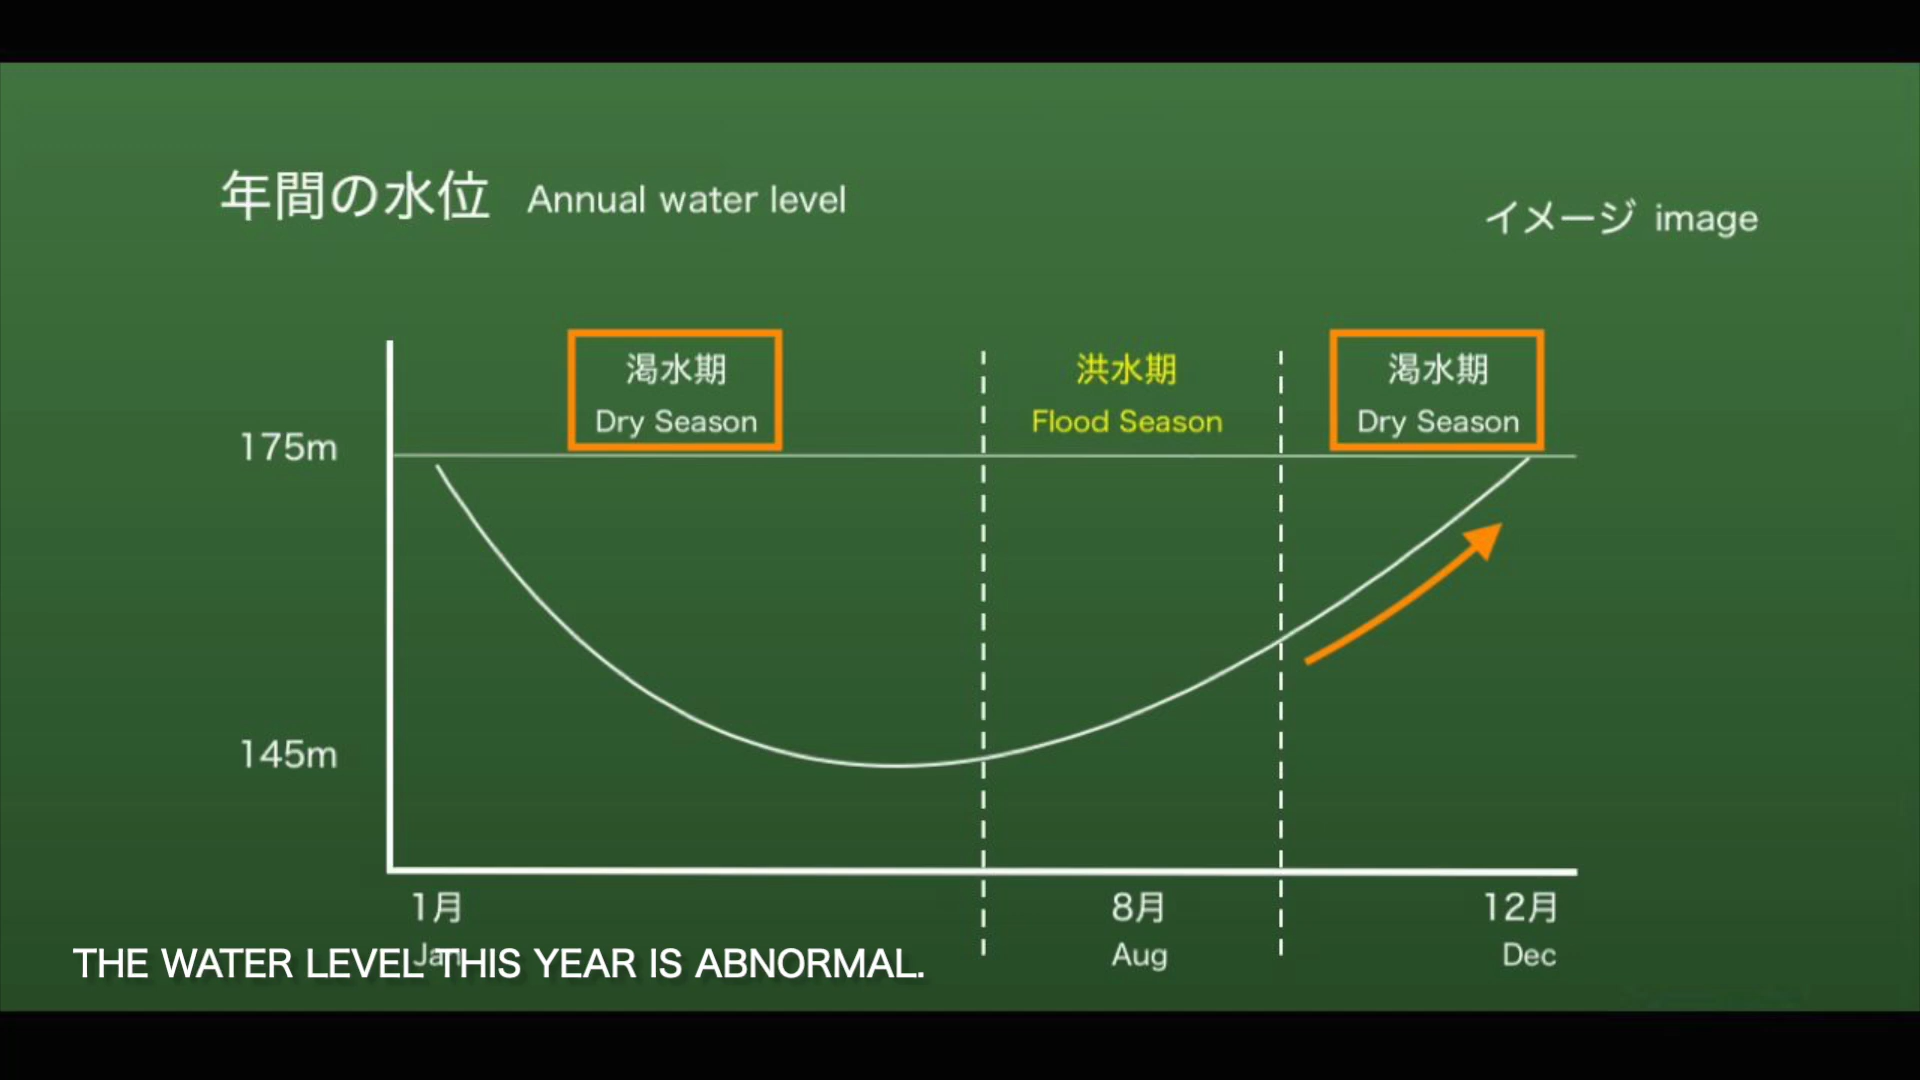 年間の水位 Annual water level
イメージ image
渇水期
Dry Season
洪水期
Flood Season
渇水期
Dry Season
175m
145m
1月
Jan
8月
Aug
12月
Dec
THE WATER LEVEL THIS YEAR IS ABNORMAL.